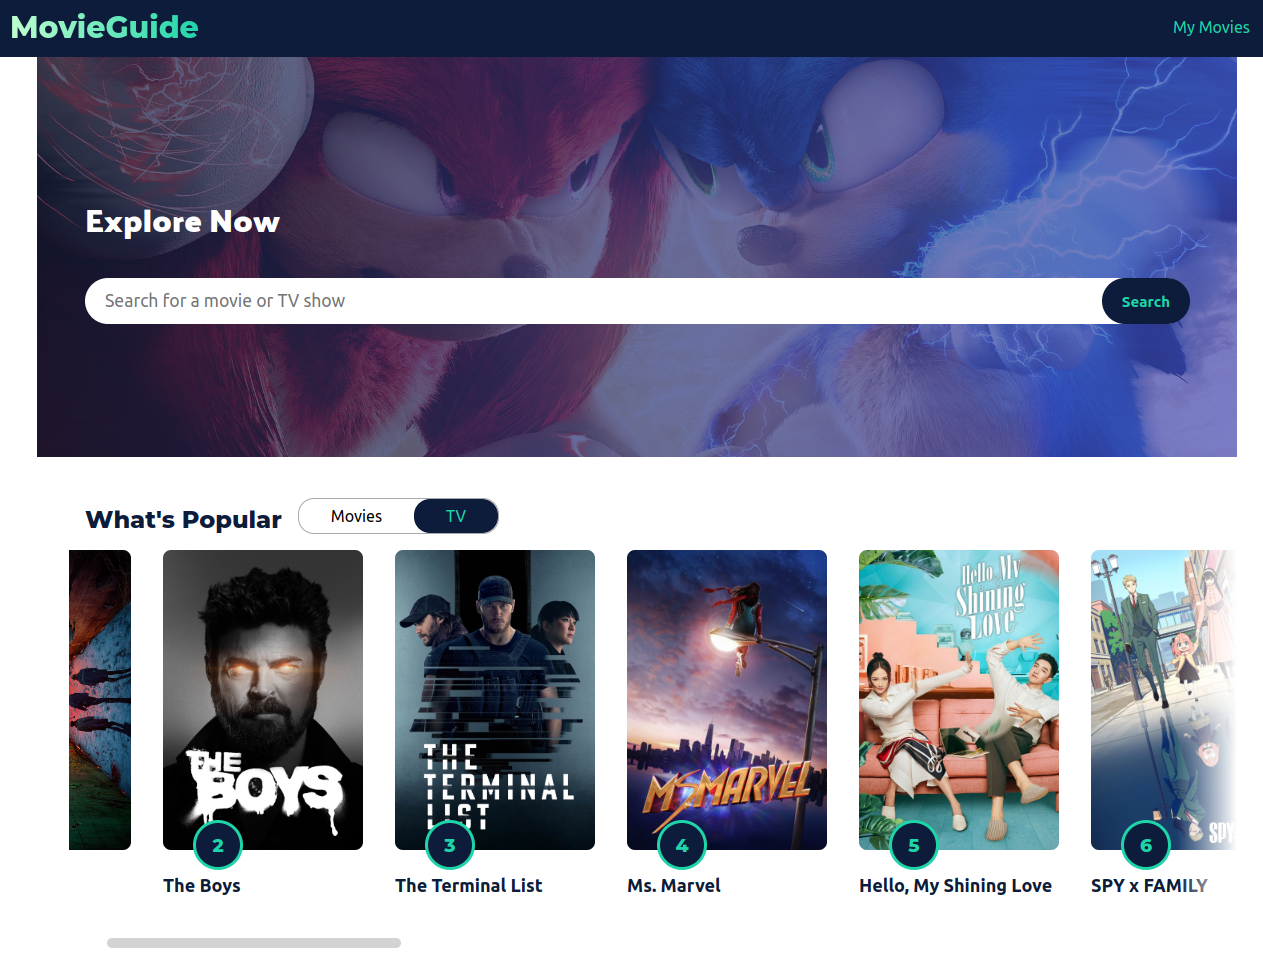 MovieGuide
My Movies
Explore Now
Search for a movie or TV show
Search
What's Popular
Movies
TV
THE
BOYS
2
The Boys
THE
TERMINAL
LIST
3
The Terminal List
MS. MARVEL
4
Ms. Marvel
Hello, My
Shining
Love
5
Hello, My Shining Love
SPY
6
SPY x FAMILY